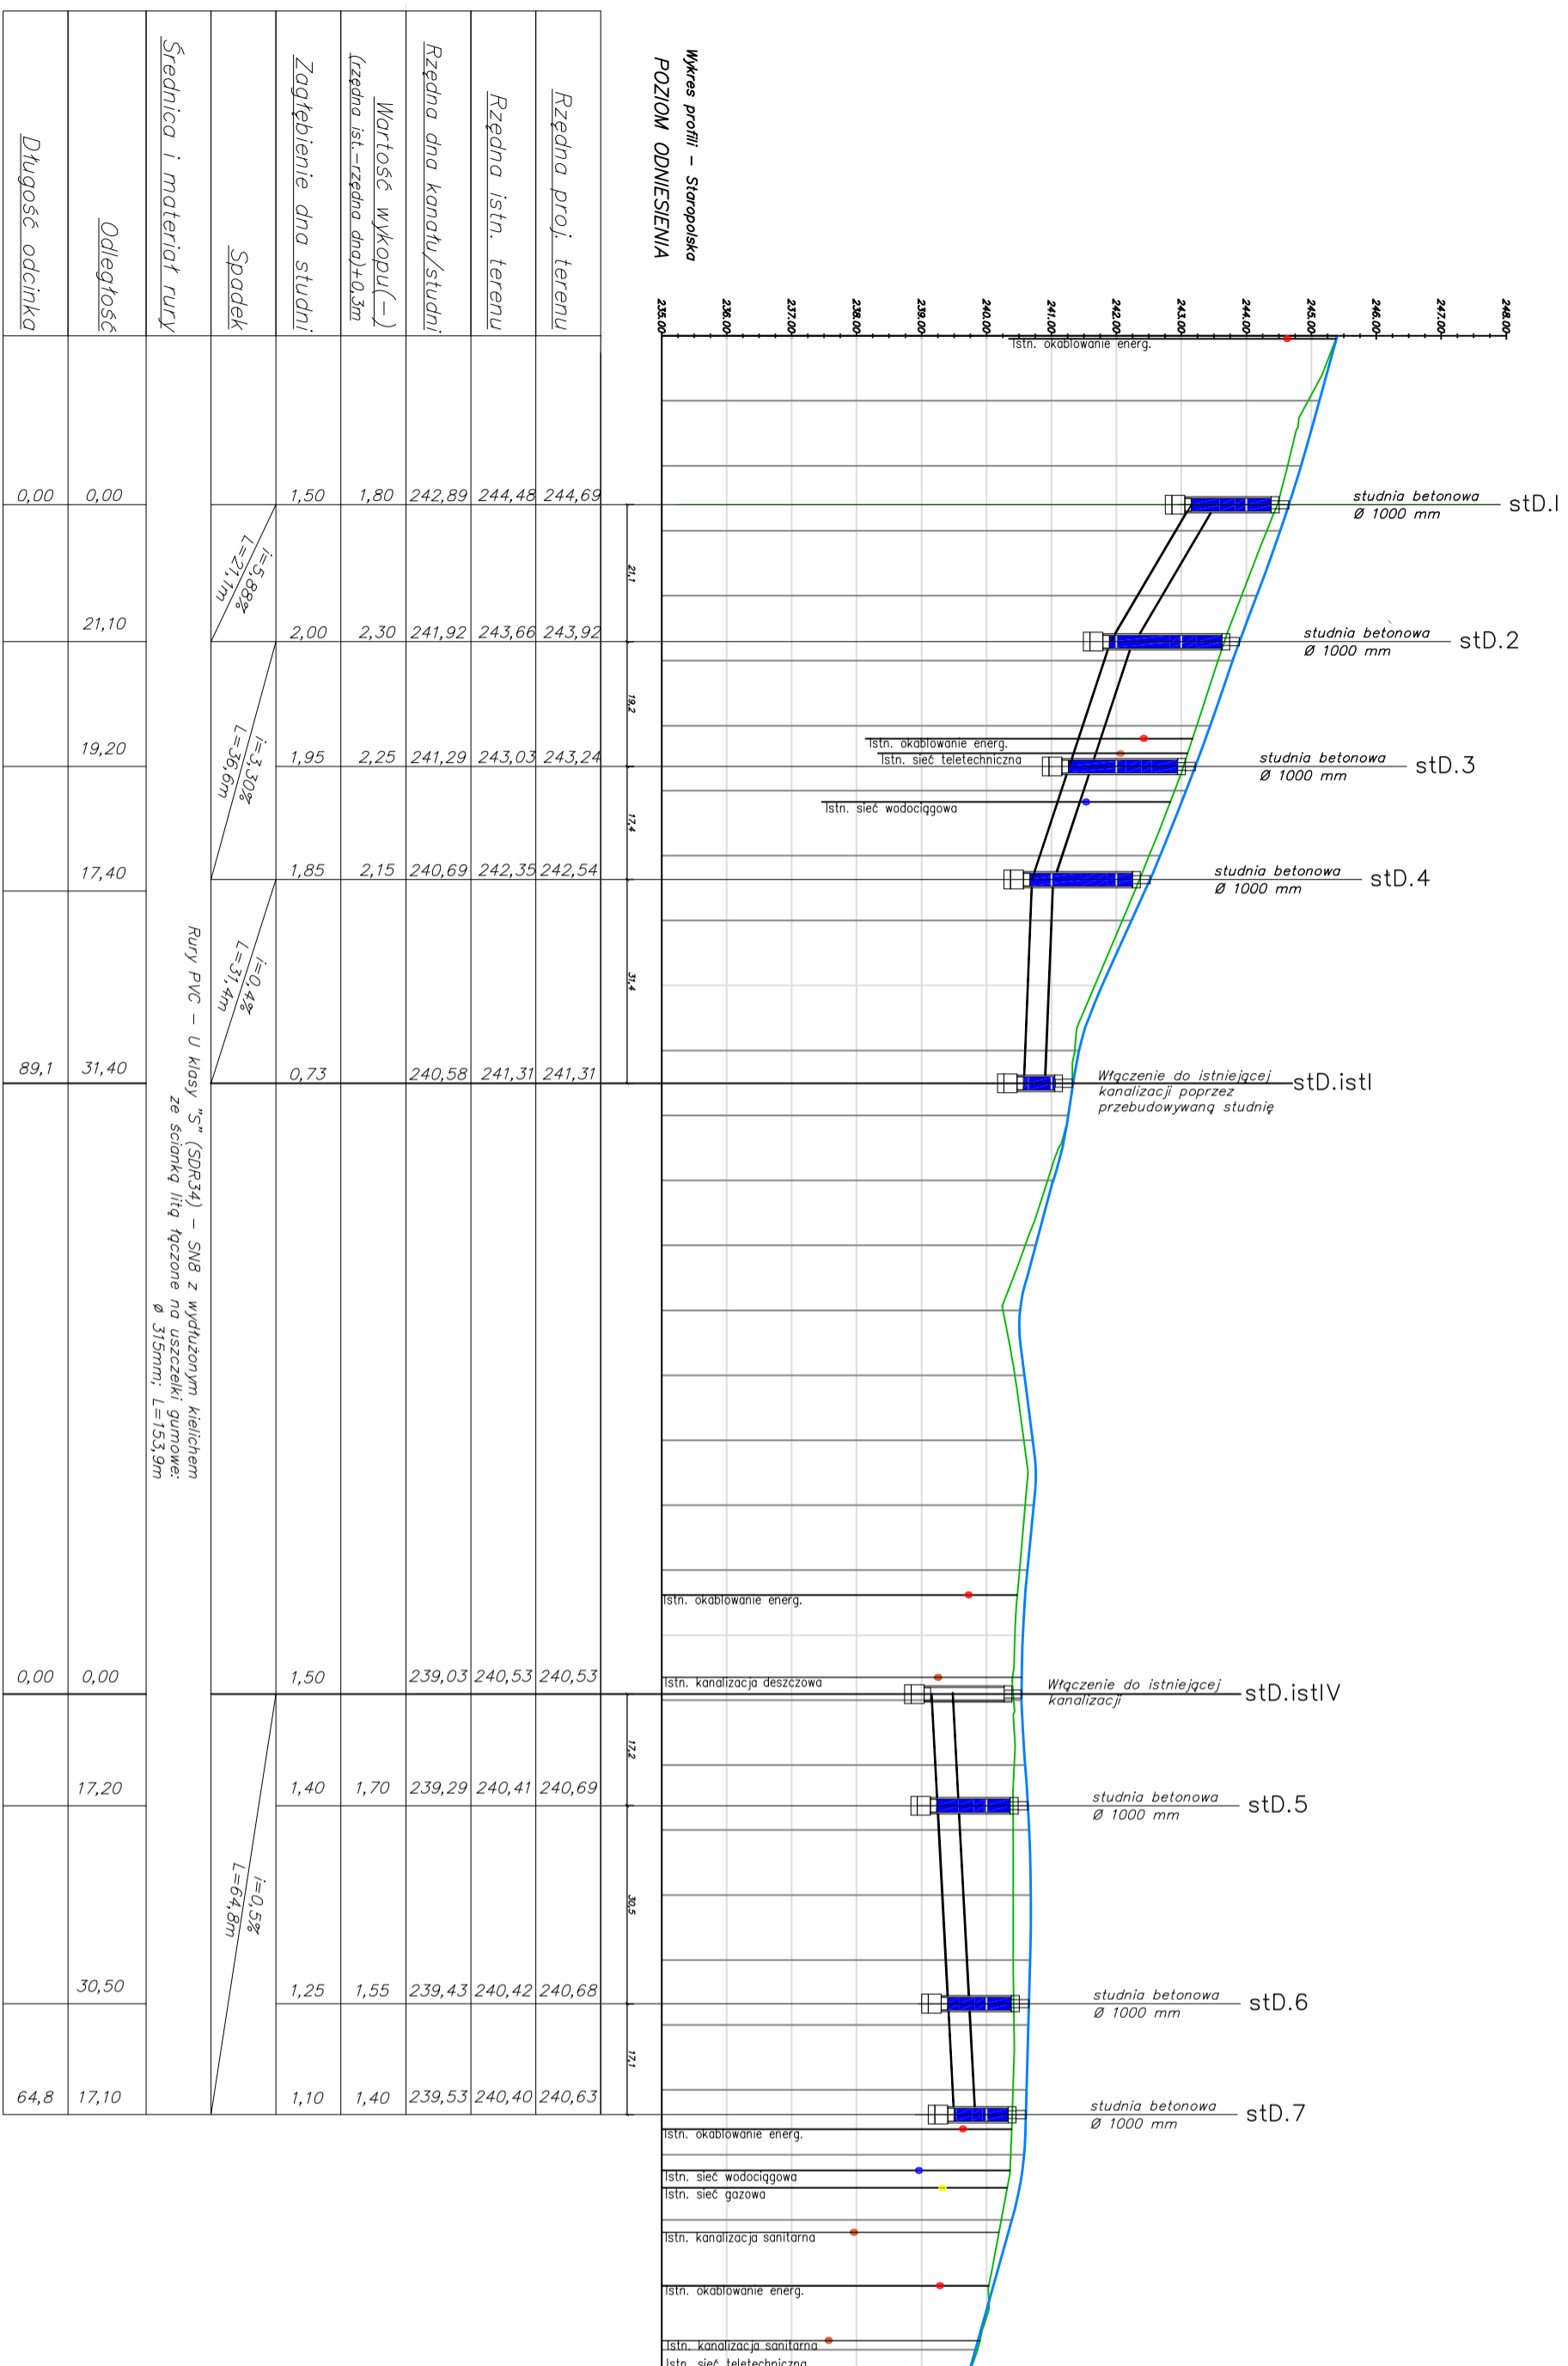 Wykres profili – Staropolska
POZIOM ODNIESIENIA
248.00
247.00
246.00
245.00
244.00
243.00
242.00
241.00
240.00
239.00
238.00
237.00
236.00
235.00
stD.I
studnia betonowa
Ø 1000 mm
stD.2
studnia betonowa
Ø 1000 mm
stD.3
studnia betonowa
Ø 1000 mm
stD.4
studnia betonowa
Ø 1000 mm
stD.istI
Włączenie do istniejącej
kanalizacji poprzez
przebudowywaną studnię
stD.istIV
Włączenie do istniejącej
kanalizacji
stD.5
studnia betonowa
Ø 1000 mm
stD.6
studnia betonowa
Ø 1000 mm
stD.7
studnia betonowa
Ø 1000 mm
Istn. okablowanie energ.
Istn. okablowanie energ.
Istn. sieć teletechniczna
Istn. sieć wodociągowa
Istn. okablowanie energ.
Istn. kanalizacja deszczowa
Istn. okablowanie energ.
Istn. sieć wodociągowa
Istn. sieć gazowa
Istn. kanalizacja sanitarna
Istn. okablowanie energ.
Istn. kanalizacja sanitarna
Istn. sieć teletechniczna
21,1
19,2
17,4
31,4
17,2
30,5
17,1
Rzędna proj. terenu
244,69
243,92
243,24
242,54
241,31
240,53
240,69
240,68
240,63
Rzędna istn. terenu
244,48
243,66
243,03
242,35
241,31
240,53
240,41
240,42
240,40
Rzędna dna kanału/studni
242,89
241,92
241,29
240,69
240,58
239,03
239,29
239,43
239,53
Wartość wykopu(–)
(rzędna ist.–rzędna dna)+0,3m
1,80
2,30
2,25
2,15
1,70
1,55
1,40
Zagłębienie dna studni
1,50
2,00
1,95
1,85
0,73
1,50
1,40
1,25
1,10
Spadek
i=5,88%
L=21,1m
i=3,30%
L=36,6m
i=0,4%
L=31,4m
i=0,5%
L=64,8m
Średnica i materiał rury
Rury PVC – U klasy "S" (SDR34) – SN8 z wydłużonym kielichem
ze ścianką litą łączone na uszczelki gumowe:
ø 315mm; L=153,9m
Odległość
0,00
21,10
19,20
17,40
31,40
0,00
17,20
30,50
17,10
Długość odcinka
0,00
89,1
0,00
64,8